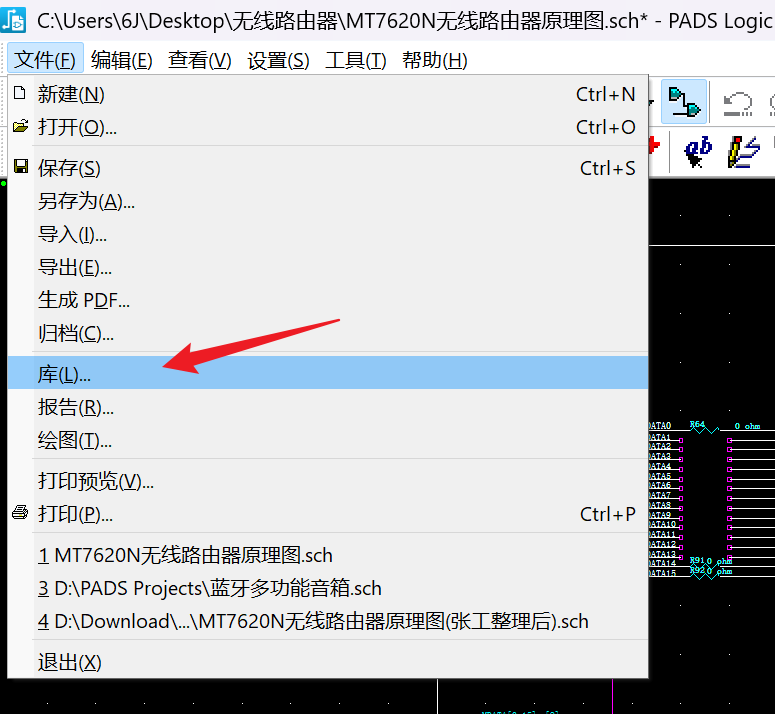 C:\Users\6J\Desktop\无线路由器\MT7620N无线路由器原理图.sch* - PADS Logic
文件(F) 编辑(E) 查看(V) 设置(S) 工具(T) 帮助(H)
新建(N) Ctrl+N
打开(O)... Ctrl+O
保存(S) Ctrl+S
另存为(A)...
导入(I)...
导出(E)...
生成 PDF...
归档(C)...
库(L)...
报告(R)...
绘图(T)...
打印预览(V)...
打印(P)... Ctrl+P
1 MT7620N无线路由器原理图.sch
3 D:\PADS Projects\蓝牙多功能音箱.sch
4 D:\Download\...\MT7620N无线路由器原理图(张工整理后).sch
退出(X)
ab
DATA0 R64 0 ohm
DATA1
DATA2
DATA3
DATA4
DATA5
DATA6
DATA7
DATA8
DATA9
DATA10
DATA11
DATA12
DATA13
DATA14 R91 0 ohm
DATA15 R92 0 ohm